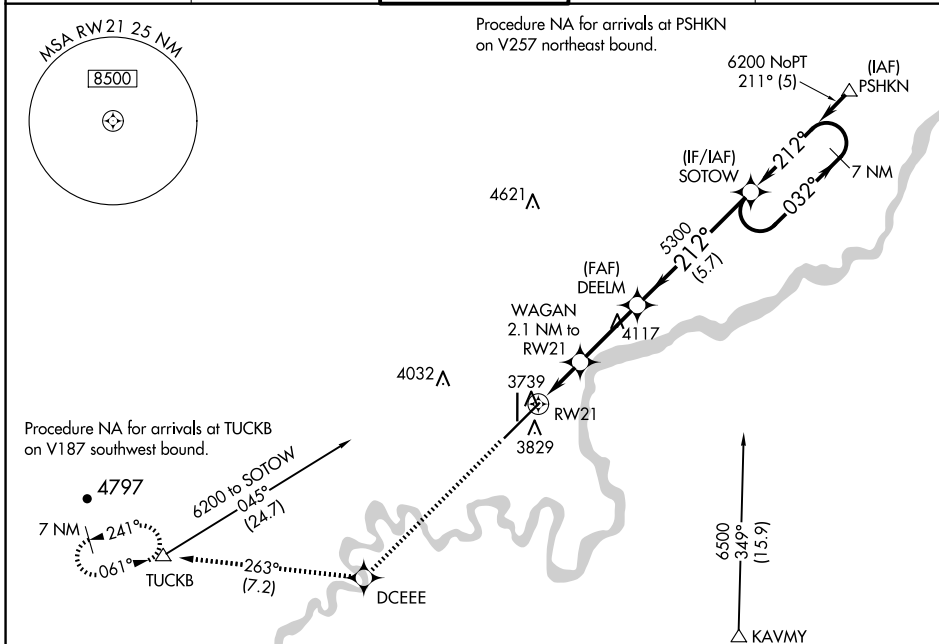 Procedure NA for arrivals at PSHKN
on V257 northeast bound.
MSA RW 21 25 NM
8500
6200 NoPT
211° (5)
(IAF)
PSHKN
212°
(IF/IAF)
SOTOW
7 NM
032°
4621
5300
212°
(5.7)
(FAF)
DEELM
WAGAN
2.1 NM to
RW21
4117
4032
3739
RW21
3829
Procedure NA for arrivals at TUCKB
on V187 southwest bound.
4797
6200 to SOTOW
045°
(24.7)
7 NM
241°
061°
TUCKB
263°
(7.2)
DCEEE
6500
349°
(15.9)
KAVMY